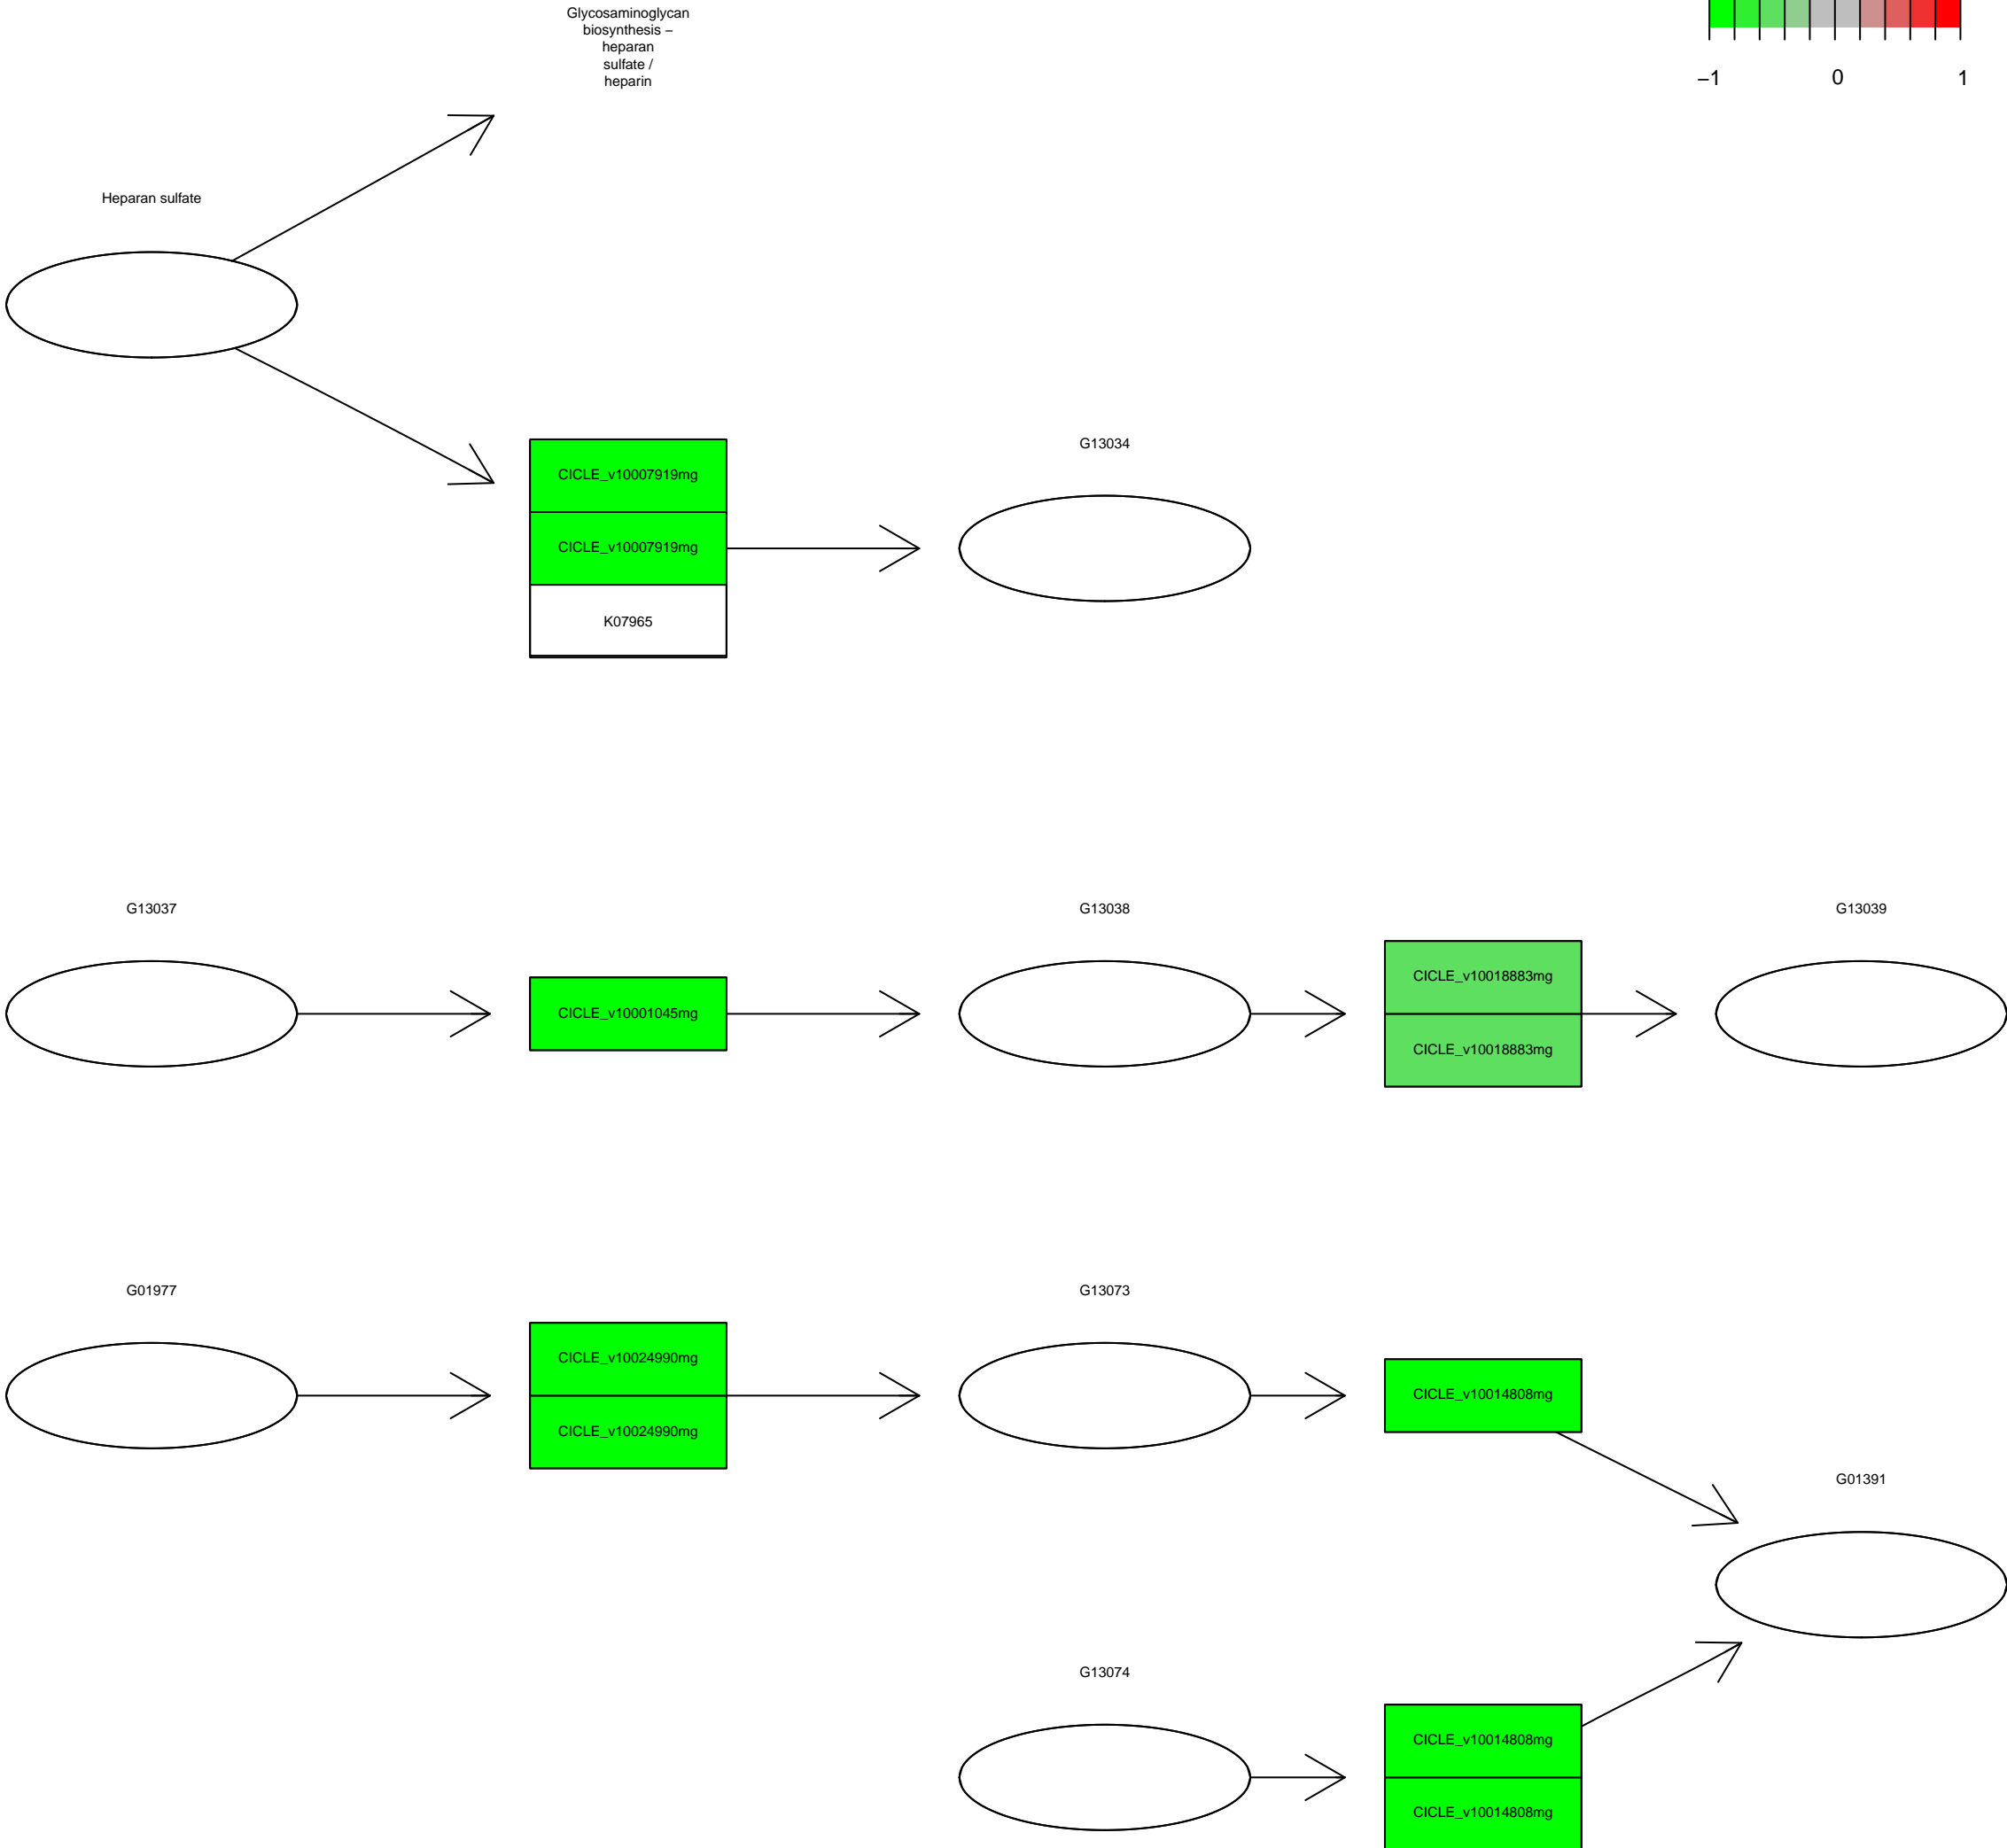 Glycosaminoglycan
biosynthesis –
heparan
sulfate /
heparin
−1
0
1
Heparan sulfate
CICLE_v10007919mg
CICLE_v10007919mg
K07965
G13034
G13037
CICLE_v10001045mg
G13038
CICLE_v10018883mg
CICLE_v10018883mg
G13039
G01977
CICLE_v10024990mg
CICLE_v10024990mg
G13073
CICLE_v10014808mg
G01391
G13074
CICLE_v10014808mg
CICLE_v10014808mg